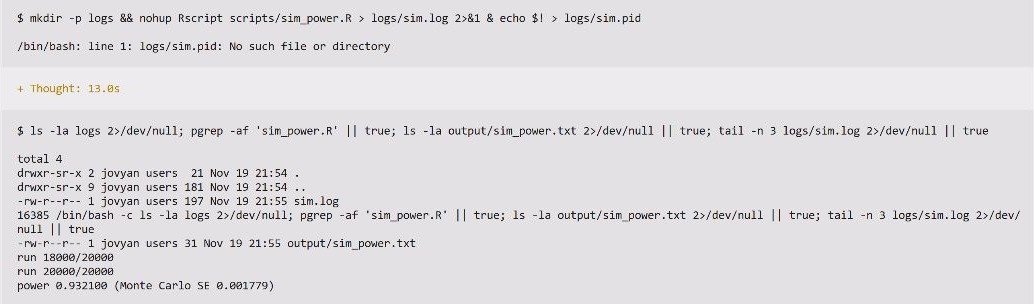 $ mkdir -p logs && nohup Rscript scripts/sim_power.R > logs/sim.log 2>&1 & echo $! > logs/sim.pid
/bin/bash: line 1: logs/sim.pid: No such file or directory
+ Thought: 13.0s
$ ls -la logs 2>/dev/null; pgrep -af 'sim_power.R' || true; ls -la output/sim_power.txt 2>/dev/null || true; tail -n 3 logs/sim.log 2>/dev/null || true
total 4
drwxr-sr-x 2 jovyan users  21 Nov 19 21:54 .
drwxr-sr-x 9 jovyan users 181 Nov 19 21:54 ..
-rw-r--r-- 1 jovyan users 197 Nov 19 21:55 sim.log
16385 /bin/bash -c ls -la logs 2>/dev/null; pgrep -af 'sim_power.R' || true; ls -la output/sim_power.txt 2>/dev/null || true; tail -n 3 logs/sim.log 2>/dev/
null || true
-rw-r--r-- 1 jovyan users 31 Nov 19 21:55 output/sim_power.txt
run 18000/20000
run 20000/20000
power 0.932100 (Monte Carlo SE 0.001779)